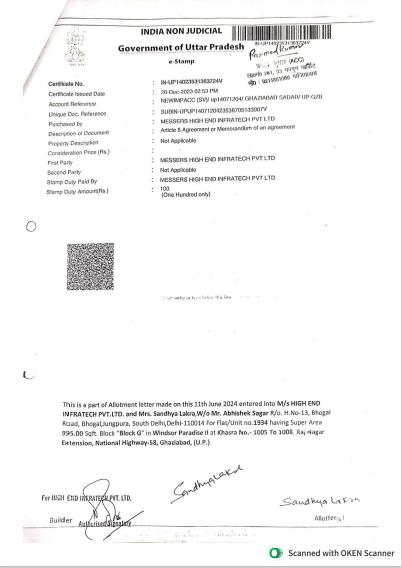 INDIA NON JUDICIAL
Government of Uttar Pradesh
e-Stamp
IN-UP14023531363724V
Certificate No. : IN-UP14023531363724V
Certificate Issued Date : 26-Dec-2023 02:53 PM
Account Reference : NEWIMPACC (SV)/ up14071204/ GHAZIABAD SADAR/ UP-GZB
Unique Doc. Reference : SUBIN-UPUP1407120423536705133907V
Purchased by : MESSERS HIGH END INFRATECH PVT LTD
Description of Document : Article 5 Agreement or Memorandum of an agreement
Property Description : Not Applicable
Consideration Price (Rs.) :
First Party : MESSERS HIGH END INFRATECH PVT LTD
Second Party : Not Applicable
Stamp Duty Paid By : MESSERS HIGH END INFRATECH PVT LTD
Stamp Duty Amount(Rs.) : 100
(One Hundred only)
This is a part of Allotment letter made on this 11th June 2024 entered into M/s HIGH END
INFRATECH PVT.LTD. and Mrs. Sandhya Lakra,W/o Mr. Abhishek Sagar R/o. H.No-13, Bhogal
Road, Bhogal,Jungpura, South Delhi,Delhi-110014 For Flat/Unit no.1934 having Super Area
995.00 Sqft. Block "Block G" in Windsor Paradise II at Khasra No.- 1005 To 1008, Raj Nagar
Extension, National Highway-58, Ghaziabad, (U.P.).
Sandhya Lakra
For HIGH END INFRATECH PVT. LTD.
Sandhya Lakra
Builder Authorised Signatory
Allottee(s)
Scanned with OKEN Scanner